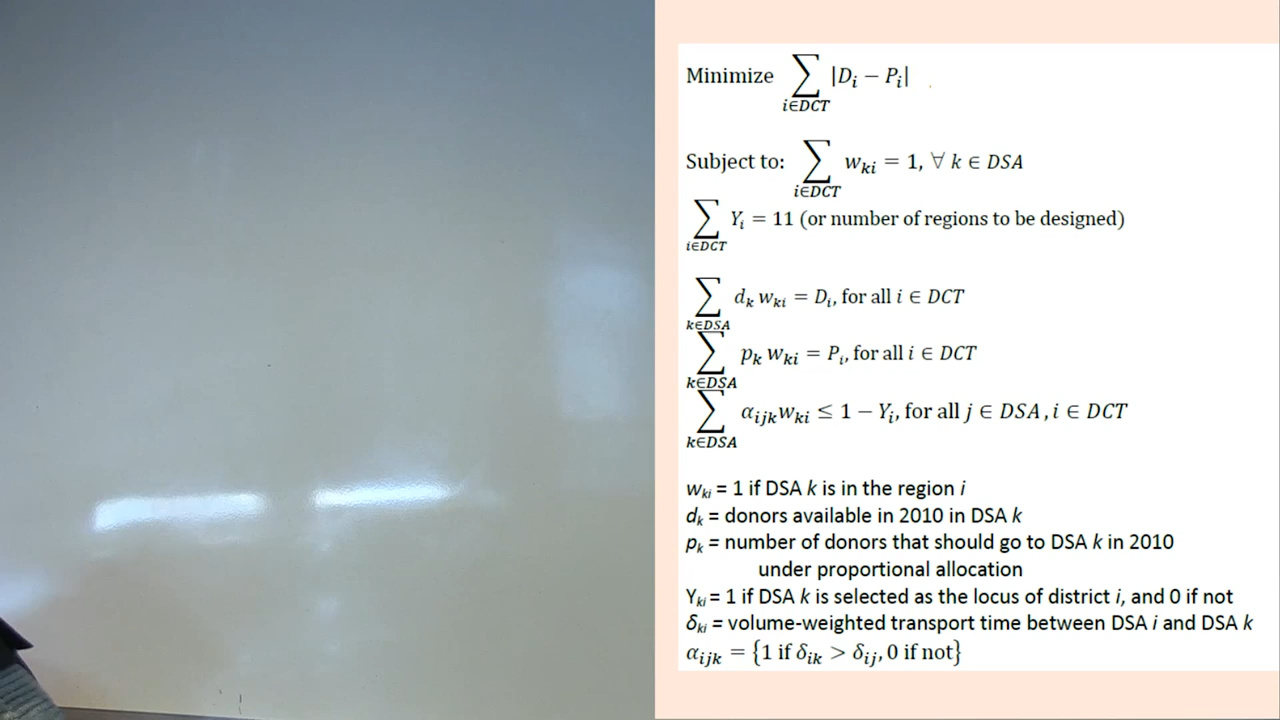 Minimize ∑_{i∈DCT} |D_i − P_i|
Subject to: ∑_{i∈DCT} w_{ki} = 1, ∀ k ∈ DSA
∑_{i∈DCT} Y_i = 11 (or number of regions to be designed)
∑_{k∈DSA} d_k w_{ki} = D_i, for all i ∈ DCT
∑_{k∈DSA} p_k w_{ki} = P_i, for all i ∈ DCT
∑_{k∈DSA} α_{ijk} w_{ki} ≤ 1 − Y_i, for all j ∈ DSA, i ∈ DCT
w_{ki} = 1 if DSA k is in the region i
d_k = donors available in 2010 in DSA k
p_k = number of donors that should go to DSA k in 2010
under proportional allocation
Y_{ki} = 1 if DSA k is selected as the locus of district i, and 0 if not
δ_{ki} = volume-weighted transport time between DSA i and DSA k
α_{ijk} = {1 if δ_{ik} > δ_{ij}, 0 if not}